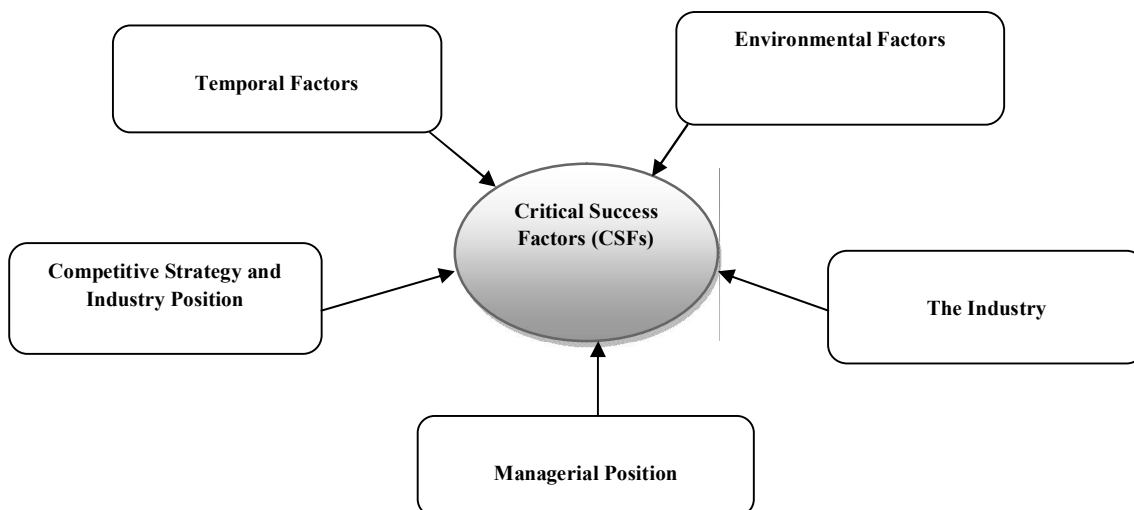 Environmental Factors
Temporal Factors
Critical Success
Factors (CSFs)
Competitive Strategy and
Industry Position
The Industry
Managerial Position